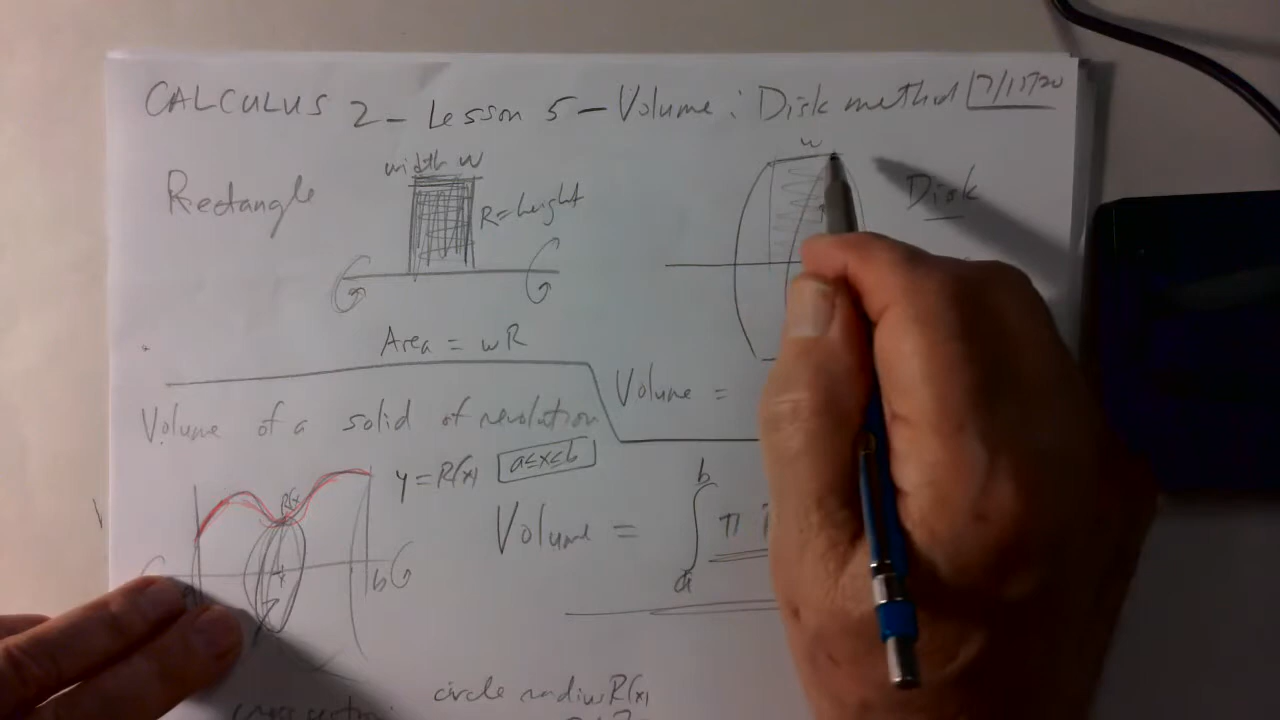 CALCULUS 2 - Lesson 5 - Volume: Disk method
width w
w
Rectangle
R = height
Disk
Area = wR
Volume =
Volume of a solid of revolution
y = R(x) a≤x≤b
R(x)
Volume = ∫ b a π
b
circle radius R(x)